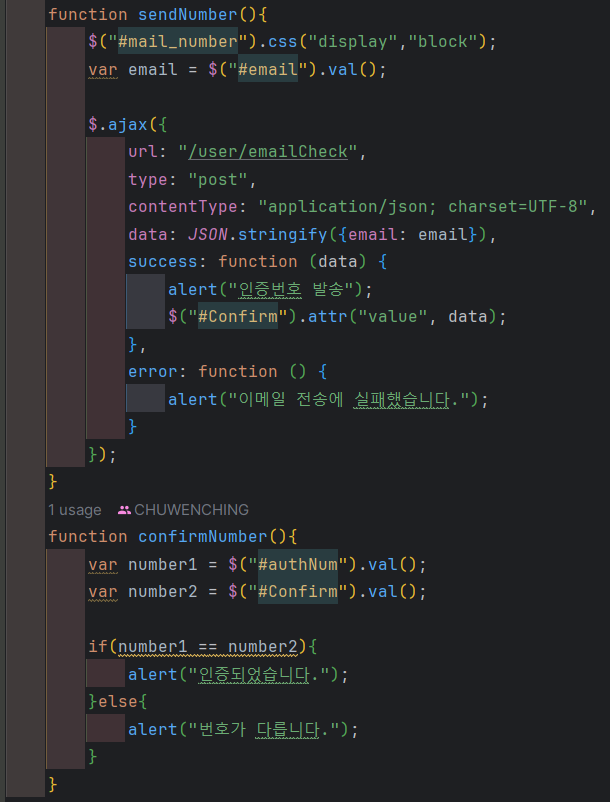 function sendNumber(){
$("#mail_number").css("display","block");
var email = $("#email").val();
$.ajax({
url: "/user/emailCheck",
type: "post",
contentType: "application/json; charset=UTF-8",
data: JSON.stringify({email: email}),
success: function (data) {
alert("인증번호 발송");
$("#Confirm").attr("value", data);
},
error: function () {
alert("이메일 전송에 실패했습니다.");
}
});
}
1 usage CHUWENCHING
function confirmNumber(){
var number1 = $("#authNum").val();
var number2 = $("#Confirm").val();
if(number1 == number2){
alert("인증되었습니다.");
}else{
alert("번호가 다릅니다.");
}
}